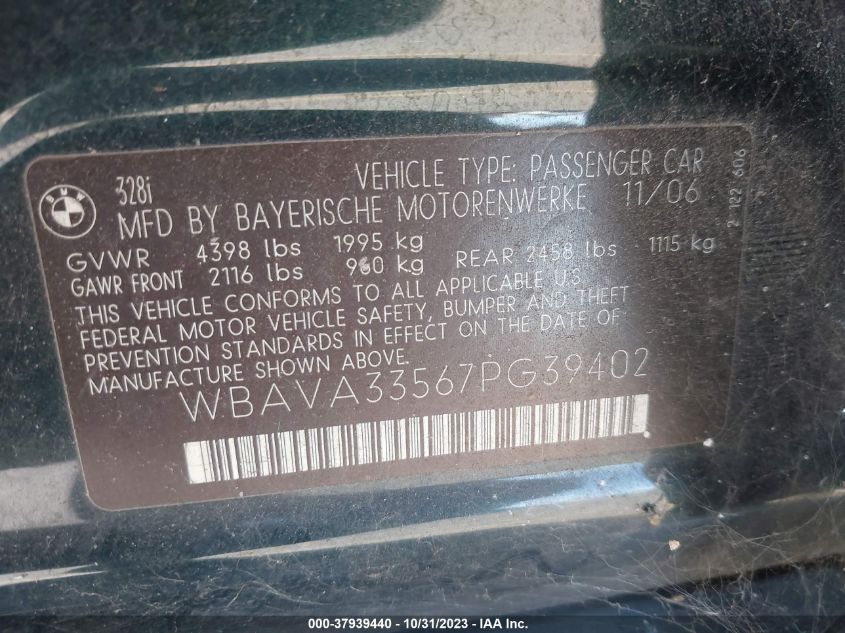 BMW
328i VEHICLE TYPE: PASSENGER CAR
MFD BY BAYERISCHE MOTORENWERKE 11/06
GVWR 4398 lbs 1995 kg
GAWR FRONT 2116 lbs 960 kg REAR 2458 lbs 1115 kg
THIS VEHICLE CONFORMS TO ALL APPLICABLE U.S.
FEDERAL MOTOR VEHICLE SAFETY, BUMPER AND THEFT
PREVENTION STANDARDS IN EFFECT ON THE DATE OF
MANUFACTURE SHOWN ABOVE.
WBAVA33567PG39402
2 122 606
000-37939440 - 10/31/2023 - IAA Inc.